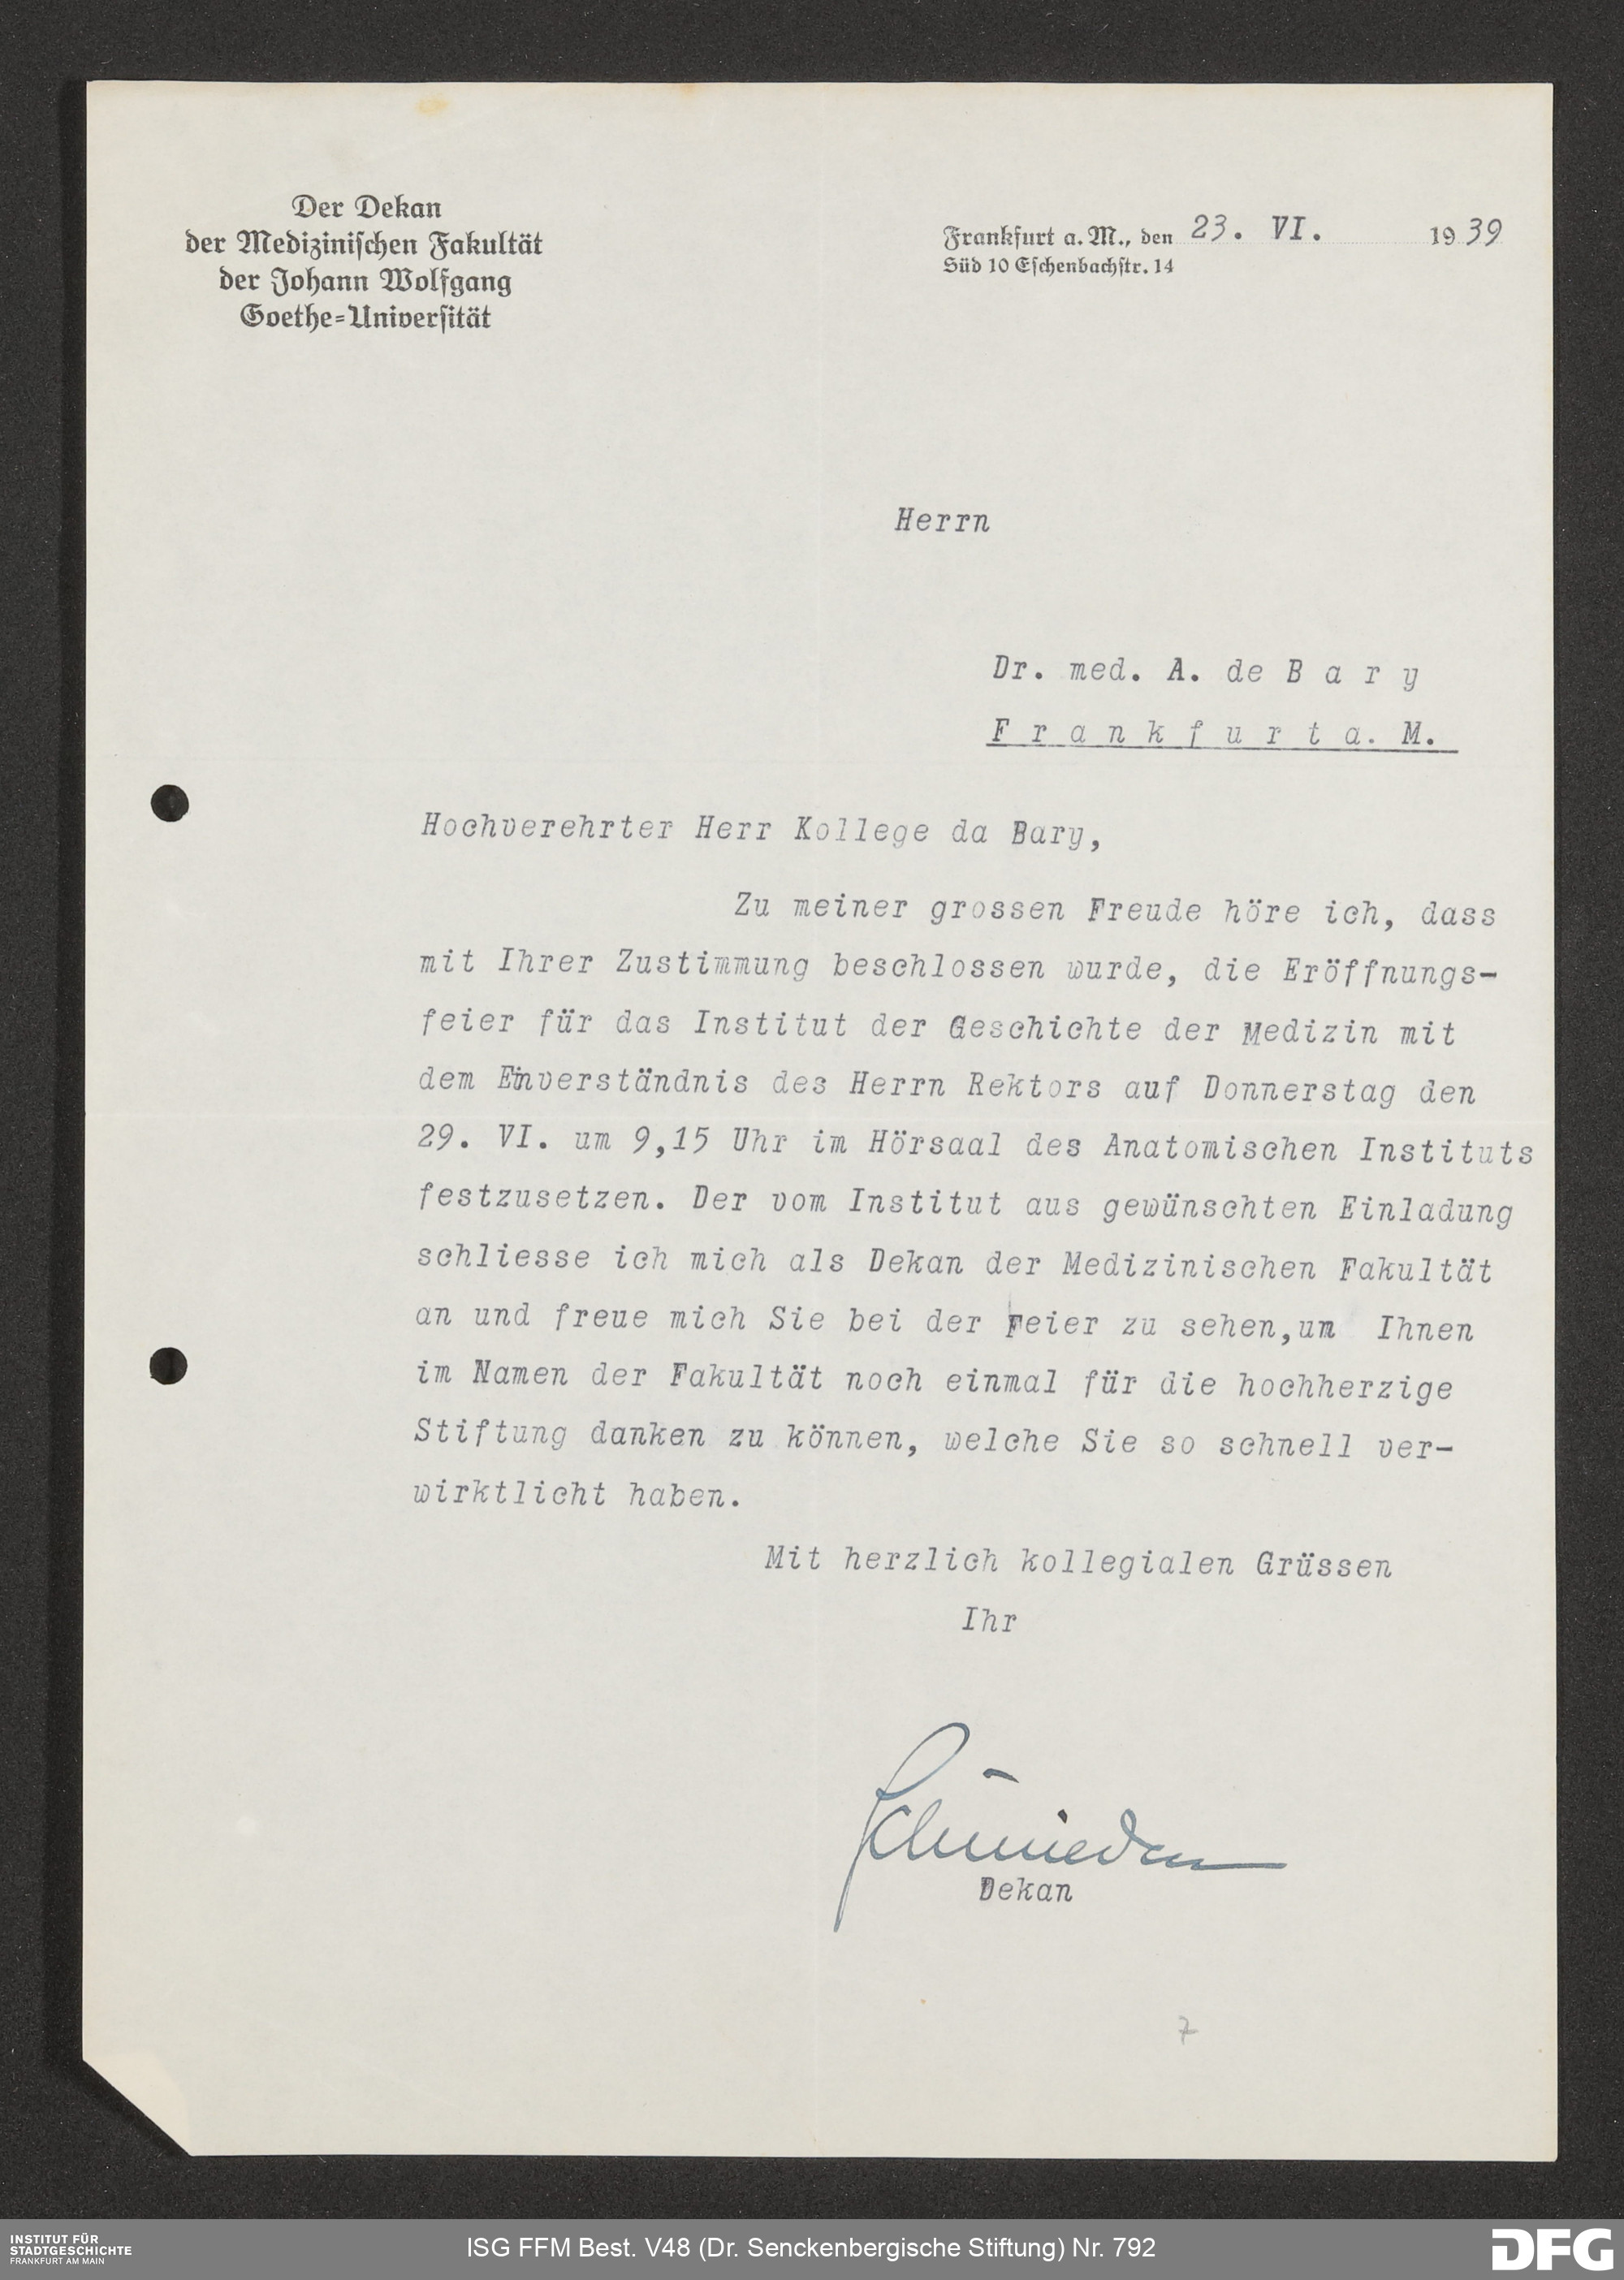 Der Dekan
der Medizinischen Fakultät
der Johann Wolfgang
Goethe-Universität
Frankfurt a. M., den 23. VI. 1939
Süd 10 Eschenbachstr. 14
Herrn
Dr. med. A. de B a r y
F r a n k f u r t a. M.
Hochverehrter Herr Kollege da Bary,
Zu meiner grossen Freude höre ich, dass
mit Ihrer Zustimmung beschlossen wurde, die Eröffnungs-
feier für das Institut der Geschichte der Medizin mit
dem Einverständnis des Herrn Rektors auf Donnerstag den
29. VI. um 9,15 Uhr im Hörsaal des Anatomischen Instituts
festzusetzen. Der vom Institut aus gewünschten Einladung
schliesse ich mich als Dekan der Medizinischen Fakultät
an und freue mich Sie bei der Feier zu sehen,um Ihnen
im Namen der Fakultät noch einmal für die hochherzige
Stiftung danken zu können, welche Sie so schnell ver-
wirktlicht haben.
Mit herzlich kollegialen Grüssen
Ihr
Schmieden
Dekan
7
INSTITUT FÜR
STADTGESCHICHTE
FRANKFURT AM MAIN
ISG FFM Best. V48 (Dr. Senckenbergische Stiftung) Nr. 792
DFG